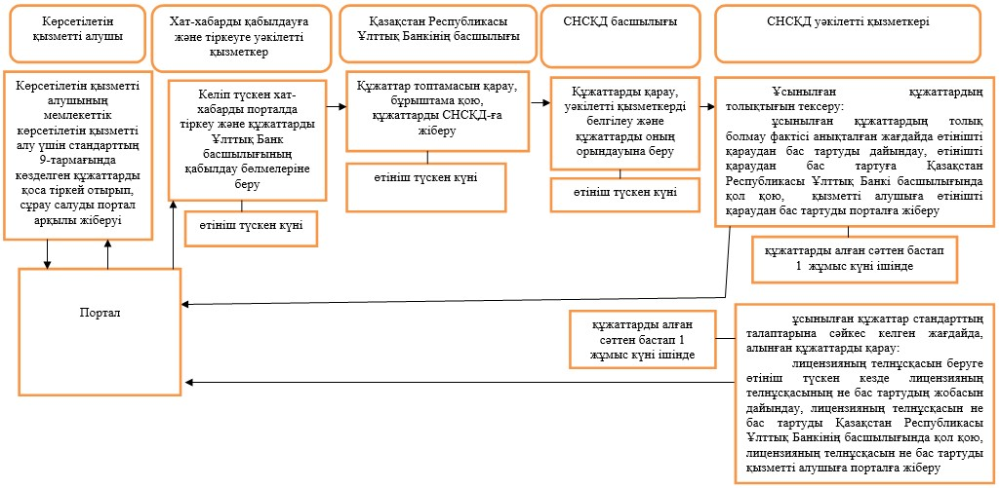 Көрсетілетін
қызметті алушы
Хат-хабарды қабылдауға
және тіркеуге уәкілетті
қызметкер
Қазақстан Республикасы
Ұлттық Банкінің басшылығы
СНСҚД басшылығы
СНСҚД уәкілетті қызметкері
Көрсетілетін қызметті
алушының
мемлекеттік
көрсетілетін қызметті
алу үшін стандарттың
9-тармағында
көзделген құжаттарды
қоса тіркей отырып,
сұрау салуды портал
арқылы жіберуі
Келіп түскен хат-
хабарды порталда
тіркеу және құжаттарды
Ұлттық Банк
басшылығының
қабылдау бөлмелеріне
беру
өтініш түскен күні
Құжаттар топтамасын қарау,
бұрыштама қою,
құжаттарды СНСҚД-ға
жіберу
өтініш түскен күні
Құжаттарды қарау,
уәкілетті қызметкерді
белгілеу және
құжаттарды оның
орындауына беру
өтініш түскен күні
Ұсынылған құжаттардың
толықтығын тексеру:
ұсынылған құжаттардың толық
болмау фактісі анықталған жағдайда өтінішті
қараудан бас тартуды дайындау, өтінішті
қараудан бас тартуға Қазақстан
Республикасы Ұлттық Банкі басшылығында
қол қою, қызметті алушыға өтінішті
қараудан бас тартуды порталға жіберу
құжаттарды алған сәттен бастап
1 жұмыс күні ішінде
Портал
құжаттарды алған
сәттен бастап 1
жұмыс күні ішінде
ұсынылған құжаттар стандарттың
талаптарына сәйкес келген жағдайда,
алынған құжаттарды қарау:
лицензияның телнұсқасын беруге
өтініш түскен кезде лицензияның
телнұсқасының не бас тартудың жобасын
дайындау, лицензияның телнұсқасын не
бас тартуды Қазақстан Республикасы
Ұлттық Банкінің басшылығында қол қою,
лицензияның телнұсқасын не бас тартуды
қызметті алушыға порталға жіберу